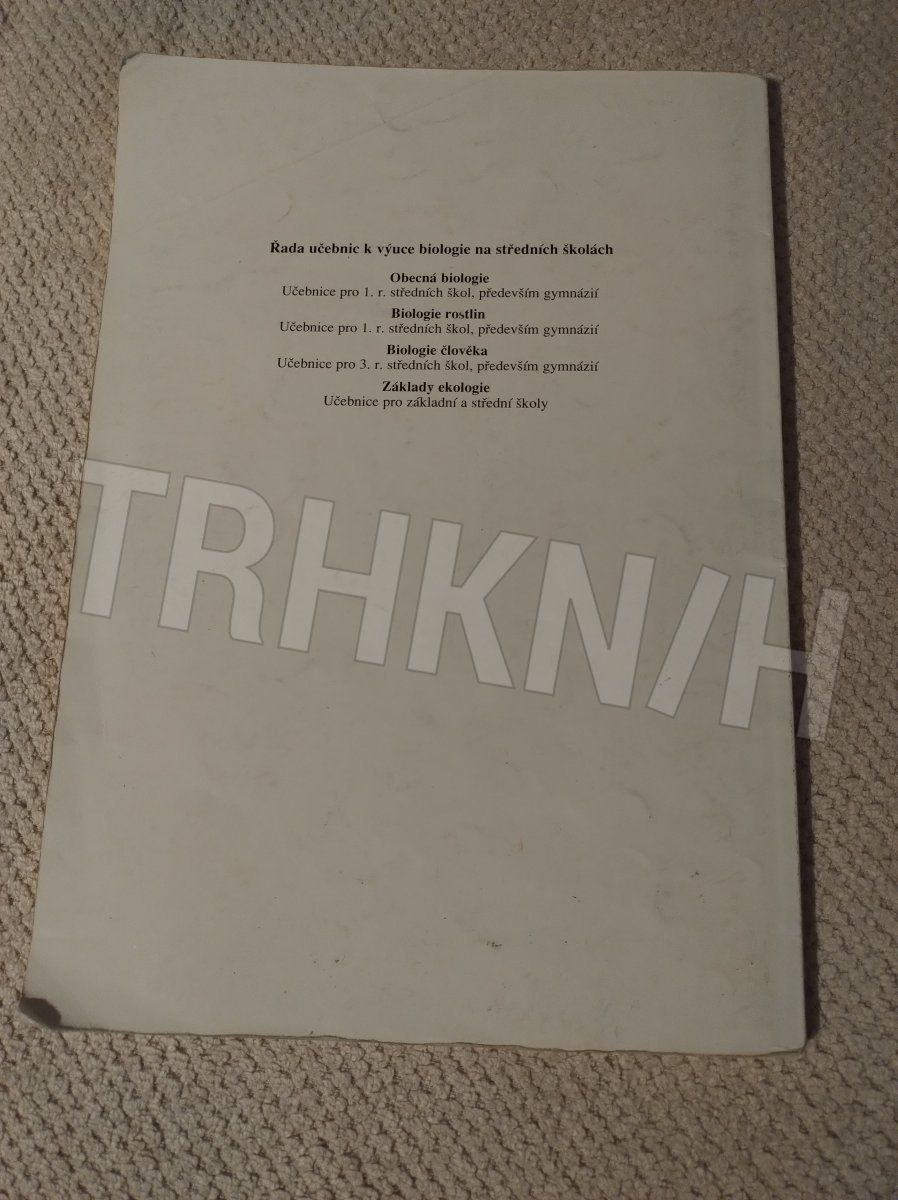 Řada učebnic k výuce biologie na středních školách
Obecná biologie
Učebnice pro 1. r. středních škol, především gymnázií
Biologie rostlin
Učebnice pro 1. r. středních škol, především gymnázií
Biologie člověka
Učebnice pro 3. r. středních škol, především gymnázií
Základy ekologie
Učebnice pro základní a střední školy
TRHKN/H